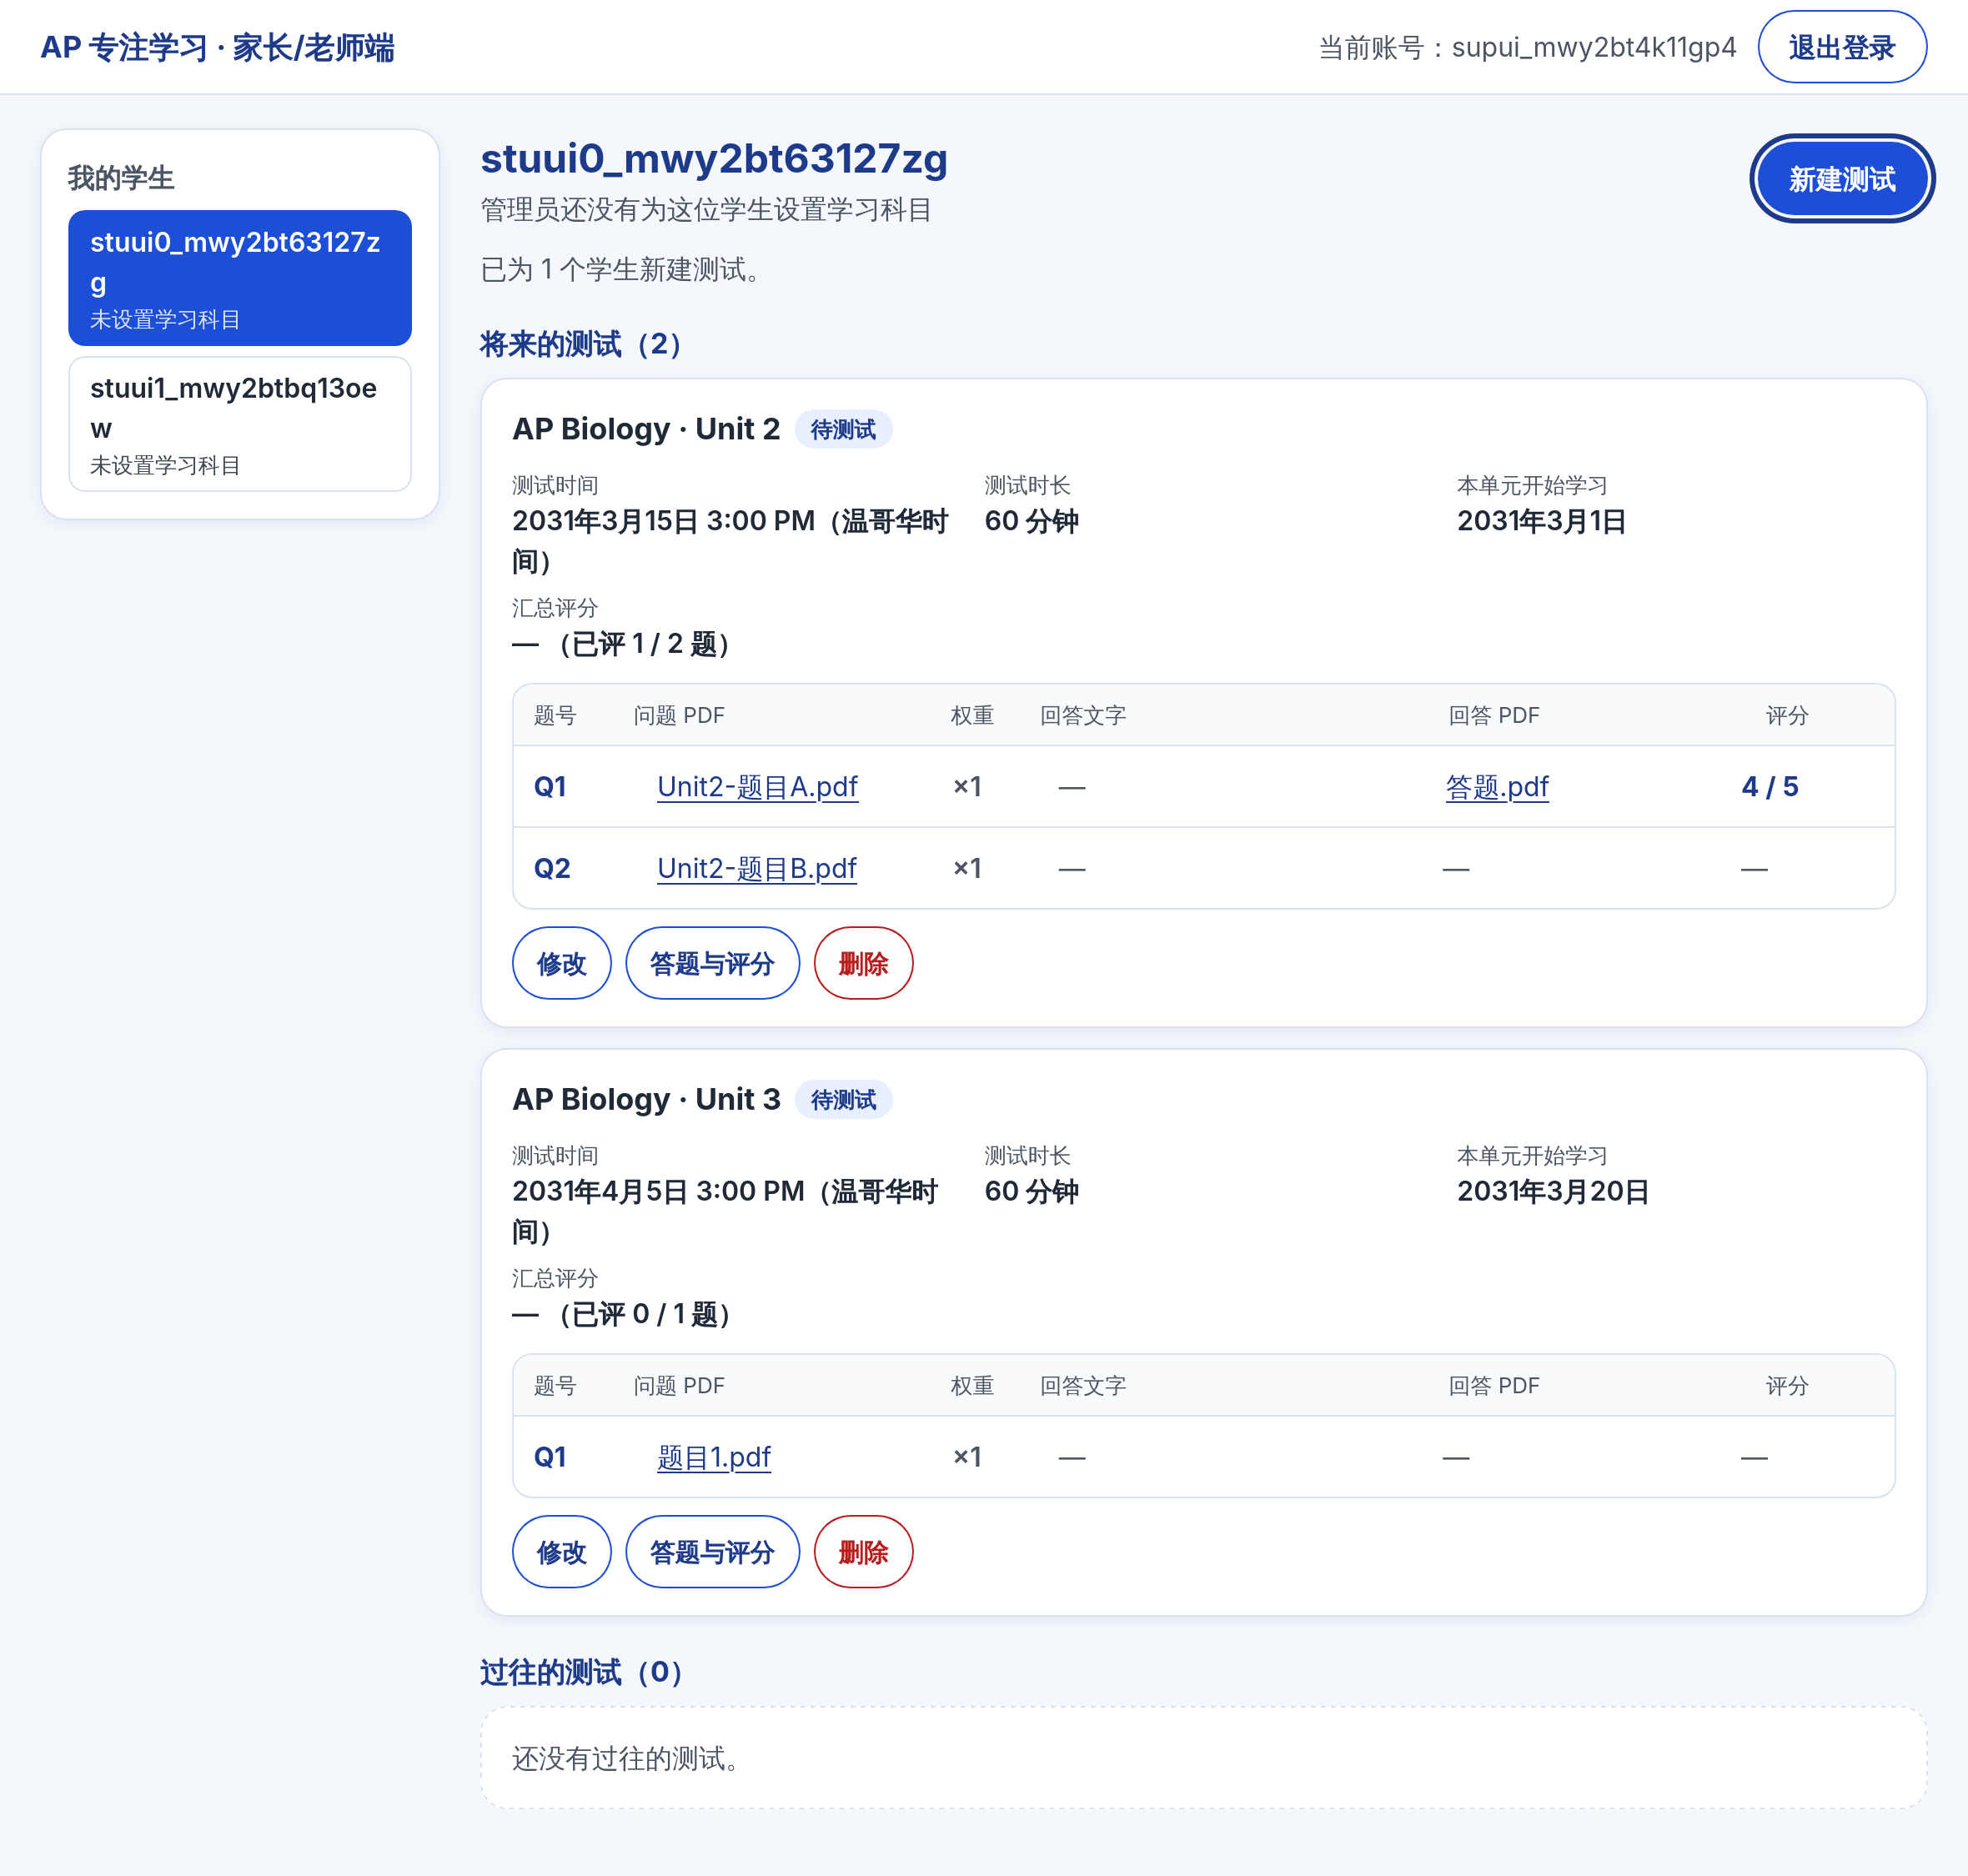 AP 专注学习 · 家长/老师端
当前账号：supui_mwy2bt4k11gp4
退出登录
我的学生
stuui0_mwy2bt63127z
g
未设置学习科目
stuui1_mwy2btbq13oe
w
未设置学习科目
stuui0_mwy2bt63127zg
新建测试
管理员还没有为这位学生设置学习科目
已为 1 个学生新建测试。
将来的测试（2）
AP Biology · Unit 2 待测试
测试时间 测试时长 本单元开始学习
2031年3月15日 3:00 PM（温哥华时 60 分钟 2031年3月1日
间）
汇总评分
— （已评 1 / 2 题）
题号 问题 PDF 权重 回答文字 回答 PDF 评分
Q1 Unit2-题目A.pdf ×1 — 答题.pdf 4 / 5
Q2 Unit2-题目B.pdf ×1 — — —
修改 答题与评分 删除
AP Biology · Unit 3 待测试
测试时间 测试时长 本单元开始学习
2031年4月5日 3:00 PM（温哥华时 60 分钟 2031年3月20日
间）
汇总评分
— （已评 0 / 1 题）
题号 问题 PDF 权重 回答文字 回答 PDF 评分
Q1 题目1.pdf ×1 — — —
修改 答题与评分 删除
过往的测试（0）
还没有过往的测试。